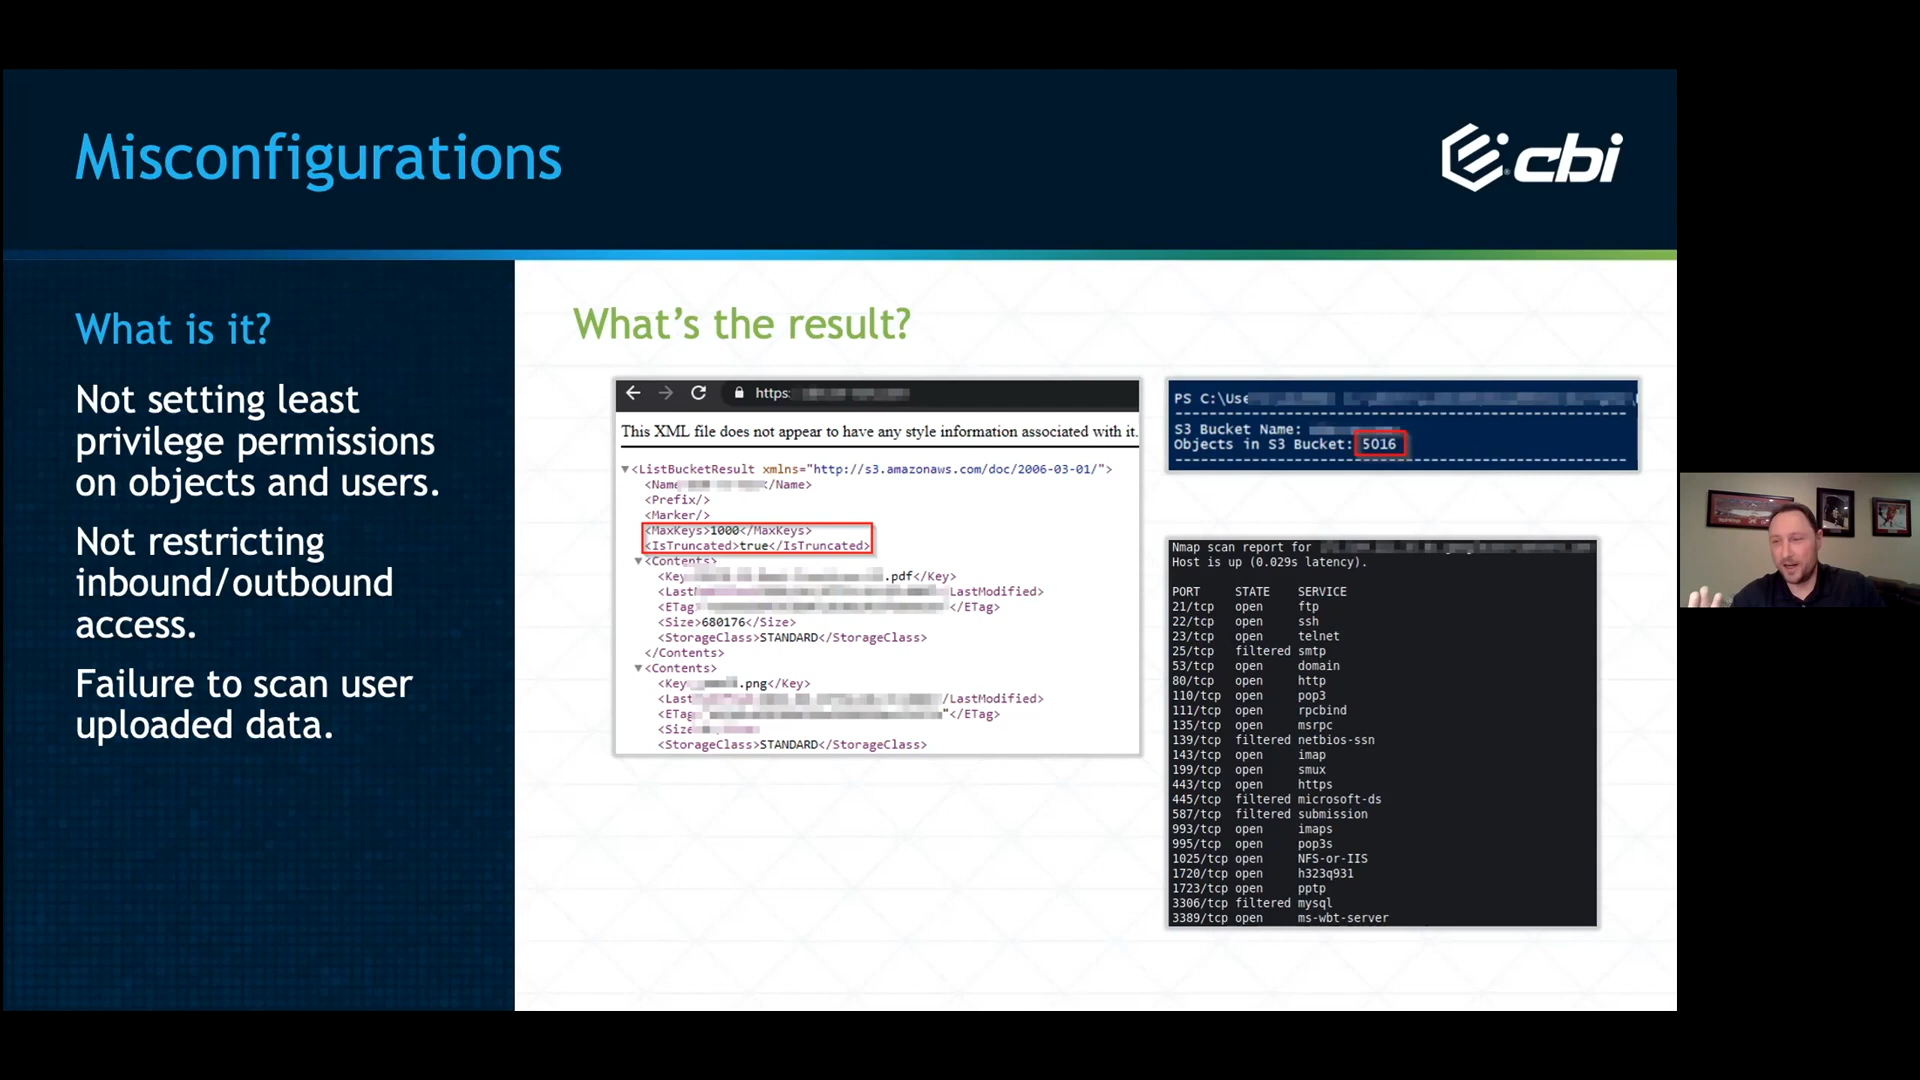 Misconfigurations
cbi
What is it?
Not setting least
privilege permissions
on objects and users.
Not restricting
inbound/outbound
access.
Failure to scan user
uploaded data.
What's the result?
https:
This XML file does not appear to have any style information associated with it.
▼<ListBucketResult xmlns="http://s3.amazonaws.com/doc/2006-03-01/">
<Name </Name>
<Prefix/>
<Marker/>
<MaxKeys>1000</MaxKeys>
<IsTruncated>true</IsTruncated>
▼<Contents>
<Key .pdf</Key>
<Last LastModified>
<ETag </ETag>
<Size>680176</Size>
<StorageClass>STANDARD</StorageClass>
</Contents>
▼<Contents>
<Key .png</Key>
<Last /LastModified>
<ETag "</ETag>
<Size
<StorageClass>STANDARD</StorageClass>
PS C:\Use
S3 Bucket Name:
Objects in S3 Bucket: 5016
Nmap scan report for
Host is up (0.029s latency).
PORT STATE SERVICE
21/tcp open ftp
22/tcp open ssh
23/tcp open telnet
25/tcp filtered smtp
53/tcp open domain
80/tcp open http
110/tcp open pop3
111/tcp open rpcbind
135/tcp open msrpc
139/tcp filtered netbios-ssn
143/tcp open imap
199/tcp open smux
443/tcp open https
445/tcp filtered microsoft-ds
587/tcp filtered submission
993/tcp open imaps
995/tcp open pop3s
1025/tcp open NFS-or-IIS
1720/tcp open h323q931
1723/tcp open pptp
3306/tcp filtered mysql
3389/tcp open ms-wbt-server